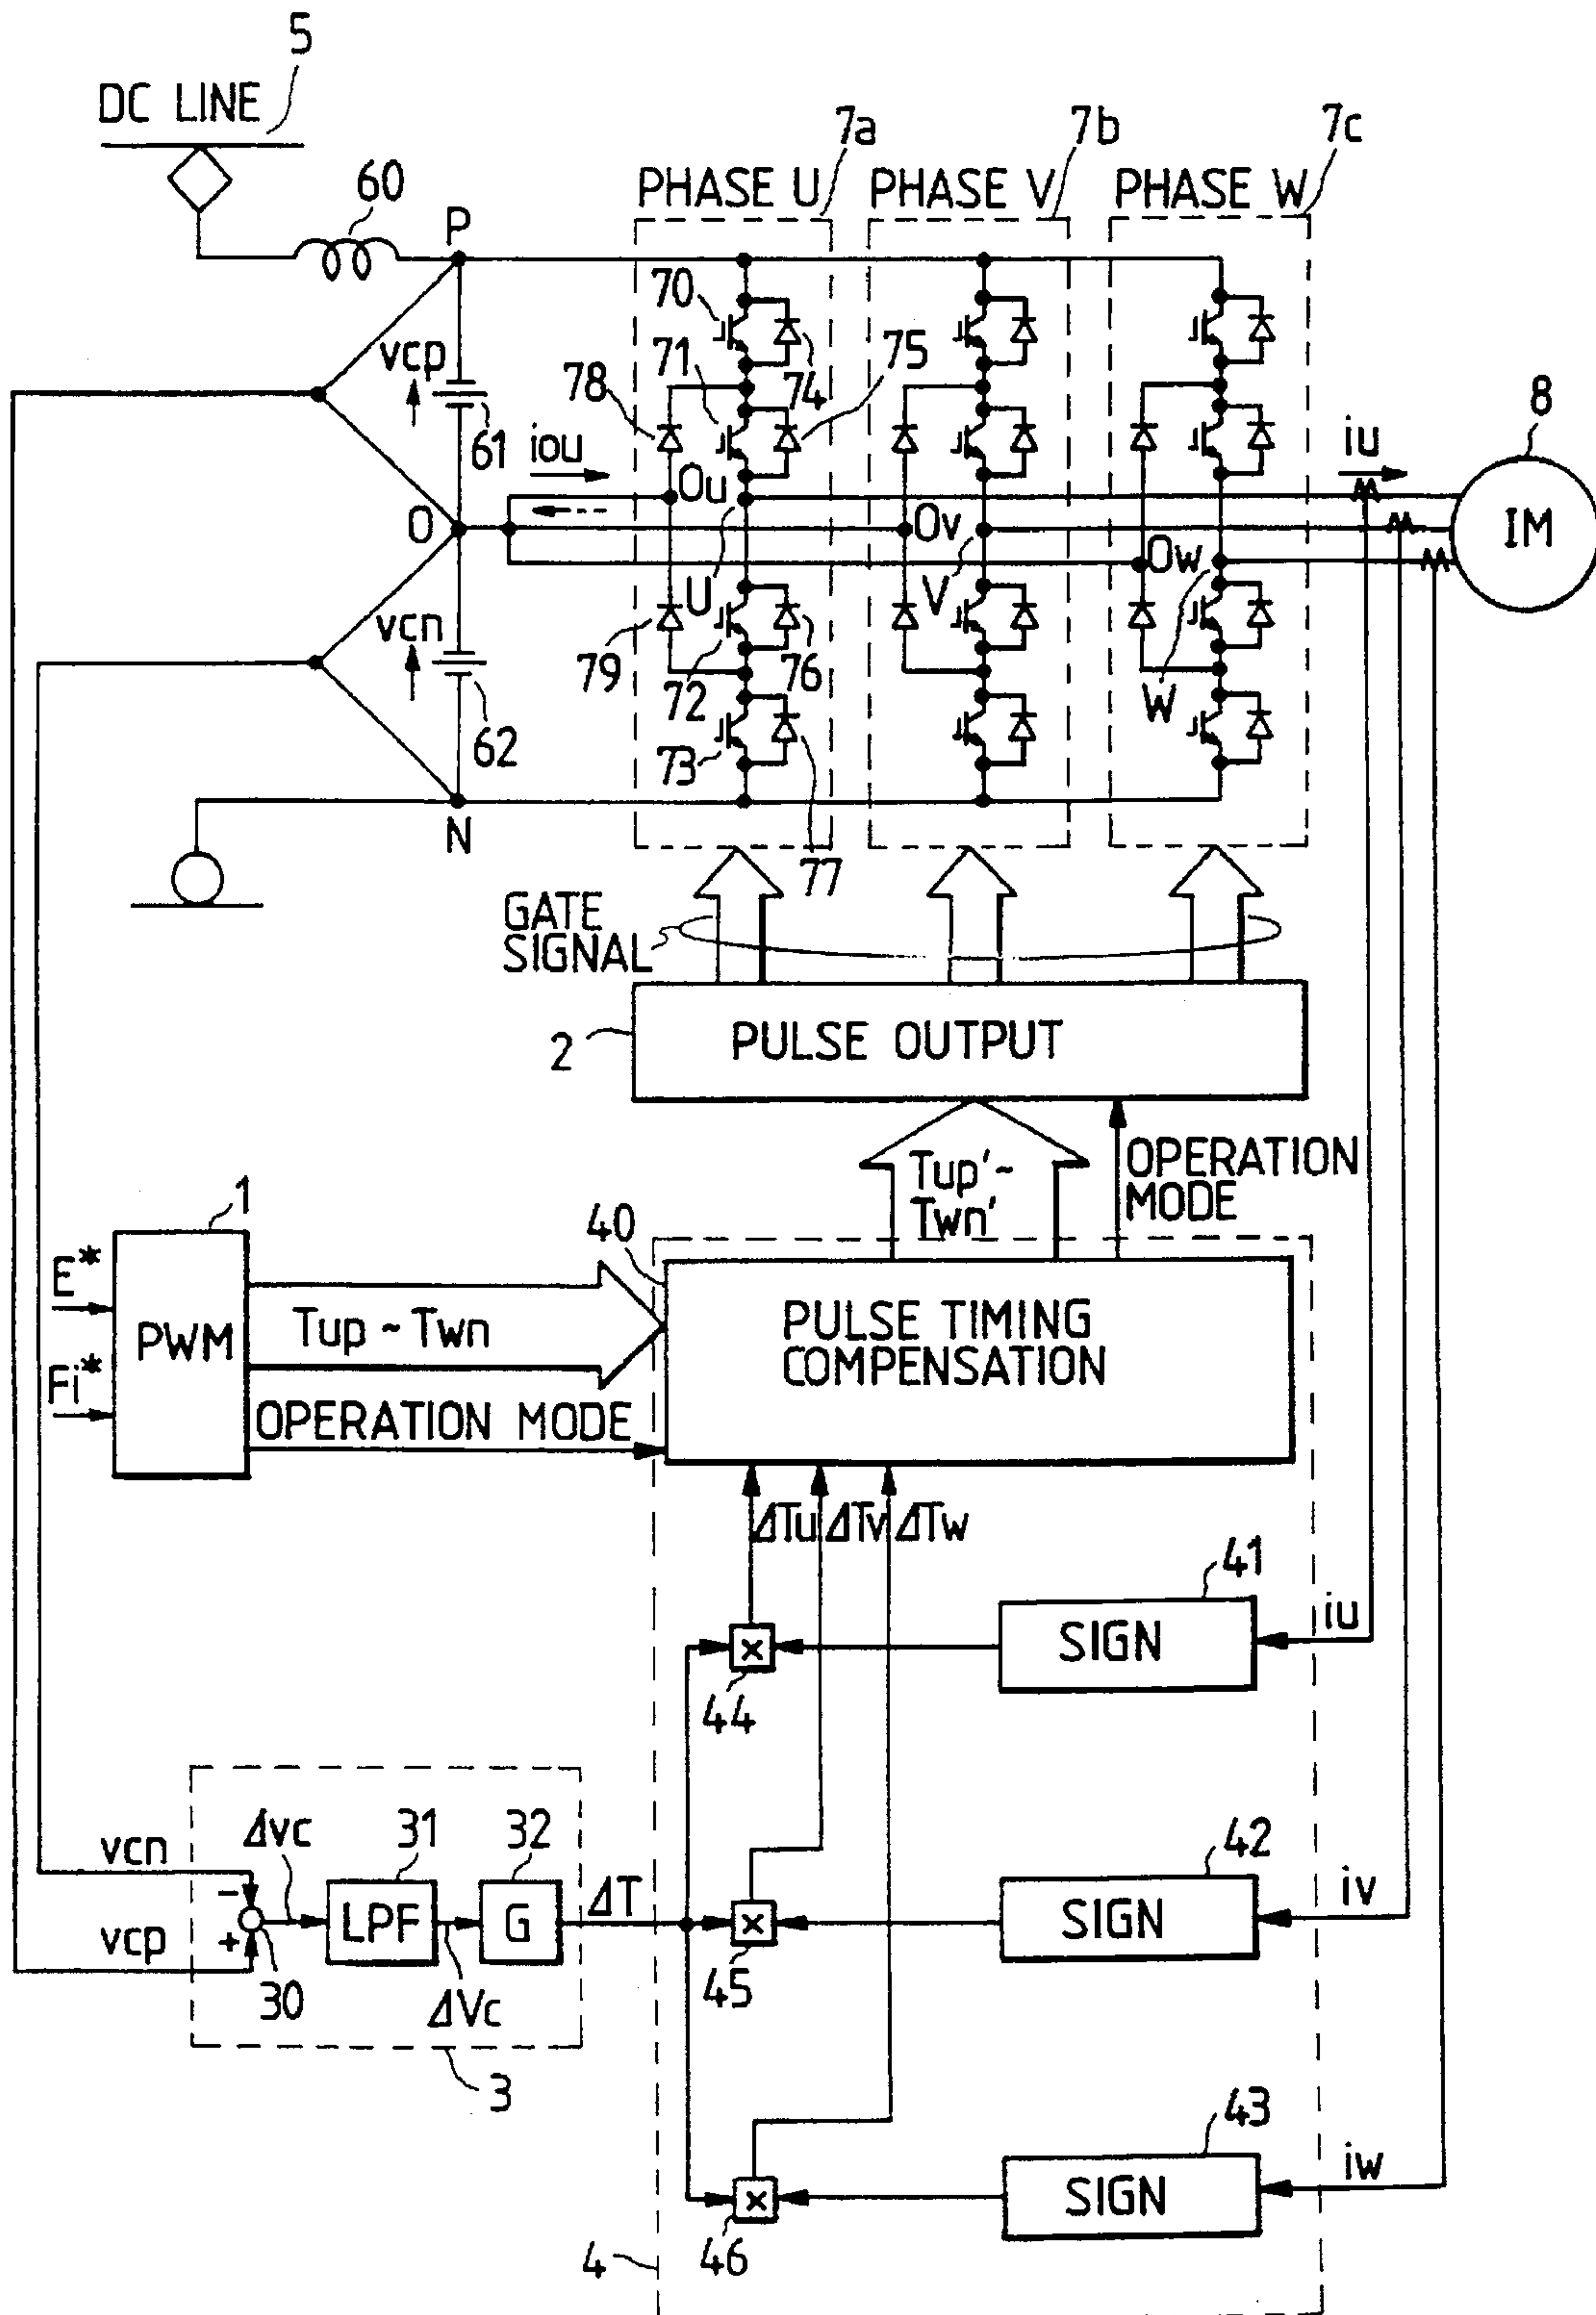 5
DC LINE
7a
7b
7c
60
PHASE U
PHASE V
PHASE W
P
70
vcp
71
74
75
78
61
iou
iu
8
Ou
O
Ov
Ow
IM
U
V
vcn
79
72
76
W
62
73
N
77
GATE
SIGNAL
2
PULSE OUTPUT
Tup'~
Twn'
OPERATION
MODE
1
40
E*
PWM
Tup ~ Twn
PULSE TIMING
COMPENSATION
Fi*
OPERATION MODE
ΔTu ΔTv ΔTw
41
iu
SIGN
×
44
31
32
42
vcn
Δvc
ΔT
iv
−
LPF
G
×
SIGN
+
vcp
30
45
ΔVc
3
43
iw
×
SIGN
46
4